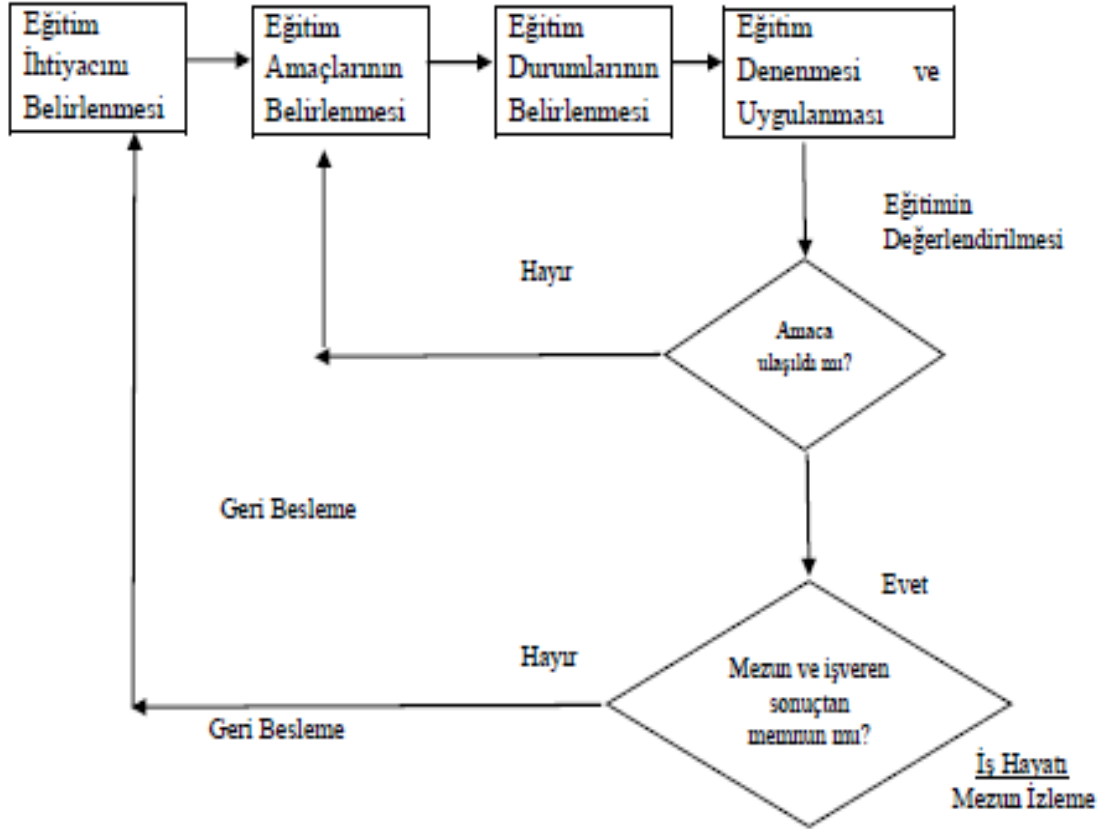 Eğitim
İhtiyacını
Belirlenmesi
Eğitim
Amaçlarının
Belirlenmesi
Eğitim
Durumlarının
Belirlenmesi
Eğitim
Denenmesi ve
Uygulanması
Eğitimin
Değerlendirilmesi
Hayır
Amaca
ulaşıldı mı?
Geri Besleme
Evet
Hayır
Mezun ve işveren
sonuçtan
memnun mu?
Geri Besleme
İş Hayatı
Mezun İzleme